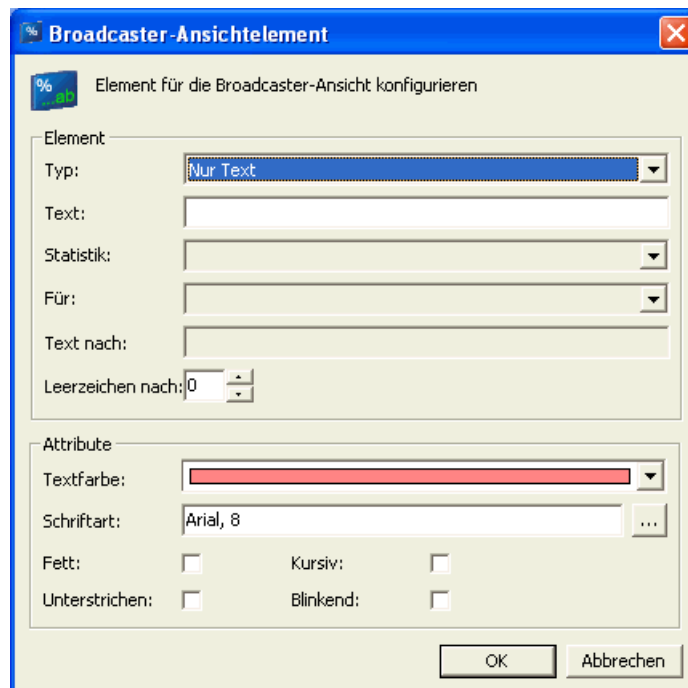 Broadcaster-Ansichtelement
% ...ab
Element für die Broadcaster-Ansicht konfigurieren
Element
Typ: Nur Text
Text:
Statistik:
Für:
Text nach:
Leerzeichen nach: 0
Attribute
Textfarbe:
Schriftart: Arial, 8 ...
Fett: Kursiv:
Unterstrichen: Blinkend:
OK Abbrechen